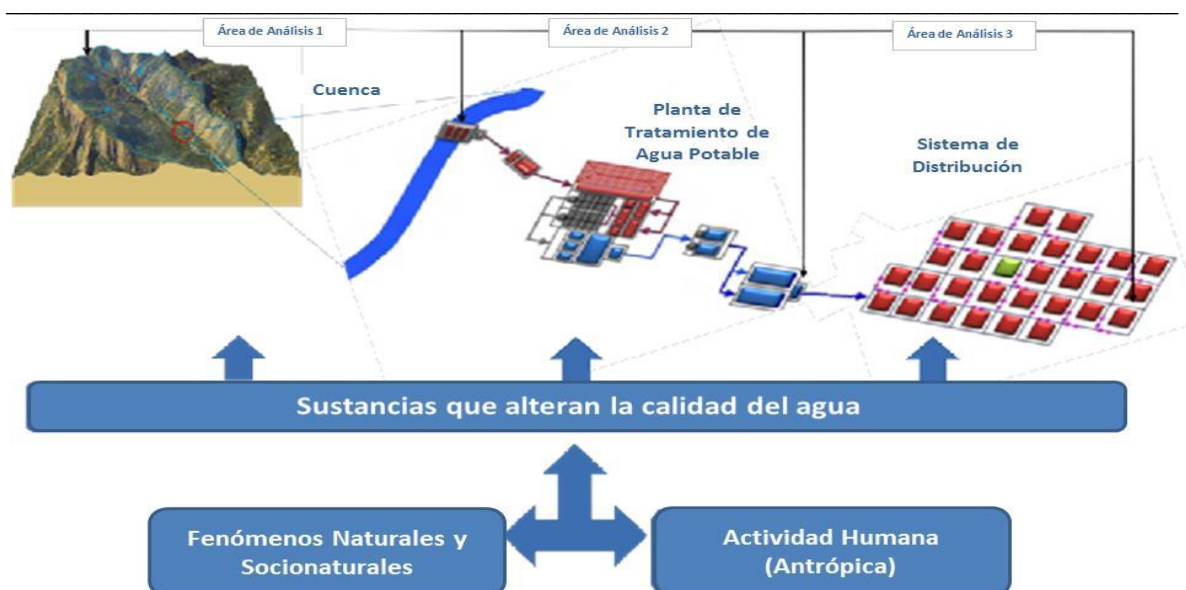 Área de Análisis 1
Área de Análisis 2
Área de Análisis 3
Cuenca
Planta de
Tratamiento de
Agua Potable
Sistema de
Distribución
Sustancias que alteran la calidad del agua
Fenómenos Naturales y
Socionaturales
Actividad Humana
(Antrópica)